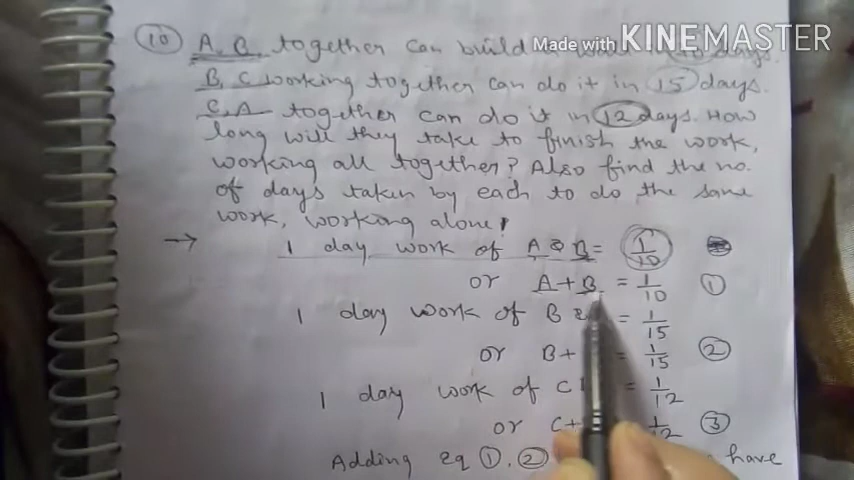 Made with KINEMASTER
(10) A, B together can build days.
B, C working together can do it in 15 days.
C, A together can do it in 12 days. How
long will they take to finish the work,
working all together? Also find the no.
of days taken by each to do the same
work, working alone!
→ 1 day work of A & B = 1/10
or A + B = 1/10 ①
1 day work of B & = 1/15
or B + = 1/15 ②
1 day work of C = 1/12
or C + 1/12 ③
Adding eq ①, ② have